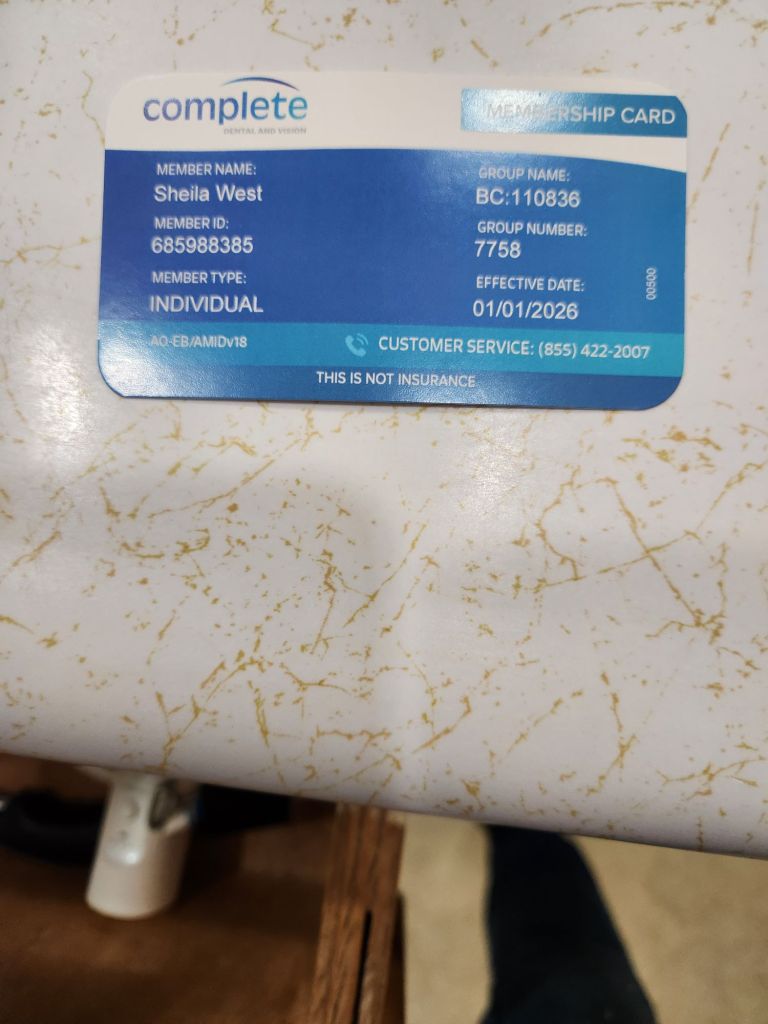 complete
DENTAL AND VISION
MEMBERSHIP CARD
MEMBER NAME:
Sheila West
MEMBER ID:
685988385
MEMBER TYPE:
INDIVIDUAL
GROUP NAME:
BC:110836
GROUP NUMBER:
7758
EFFECTIVE DATE:
01/01/2026
00500
AO-EB/AMIDv18
CUSTOMER SERVICE: (855) 422-2007
THIS IS NOT INSURANCE